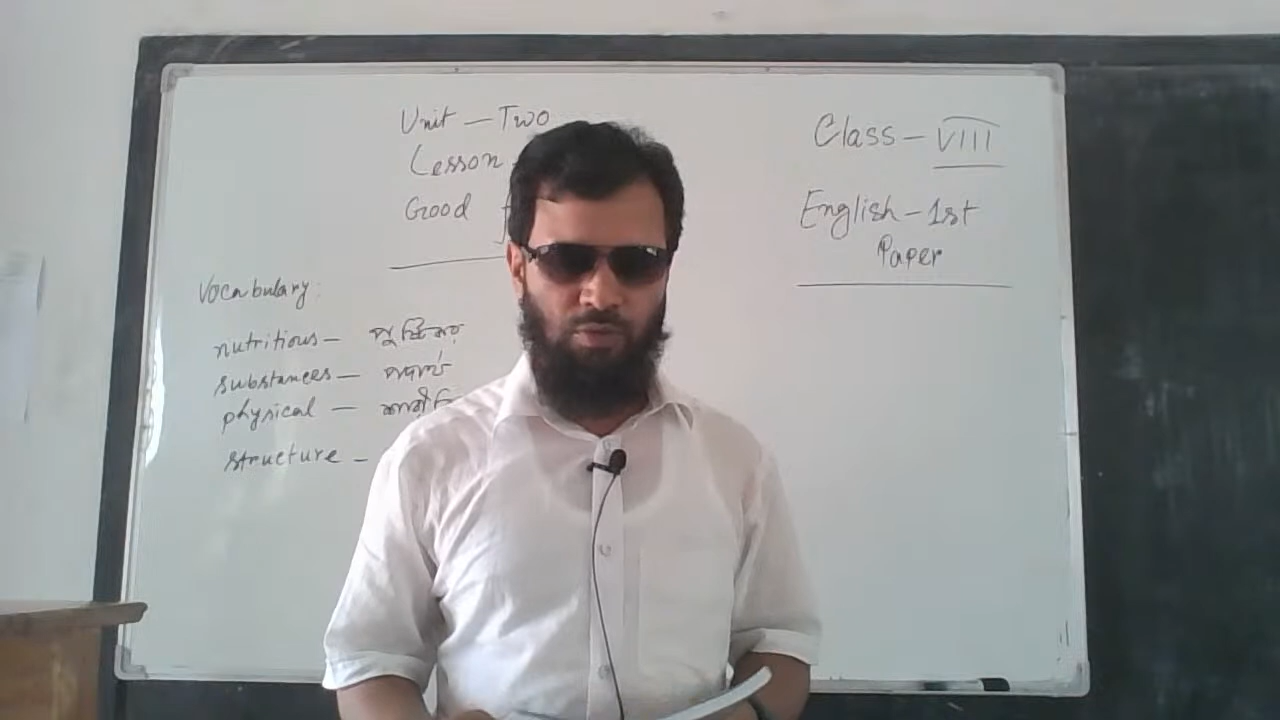 Unit – Two
Lesson
Good
Class – VIII
English – 1st
Paper
Vocabulary:
nutritious – পুষ্টিকর
substances – পদার্থ
physical – শারী
structure –